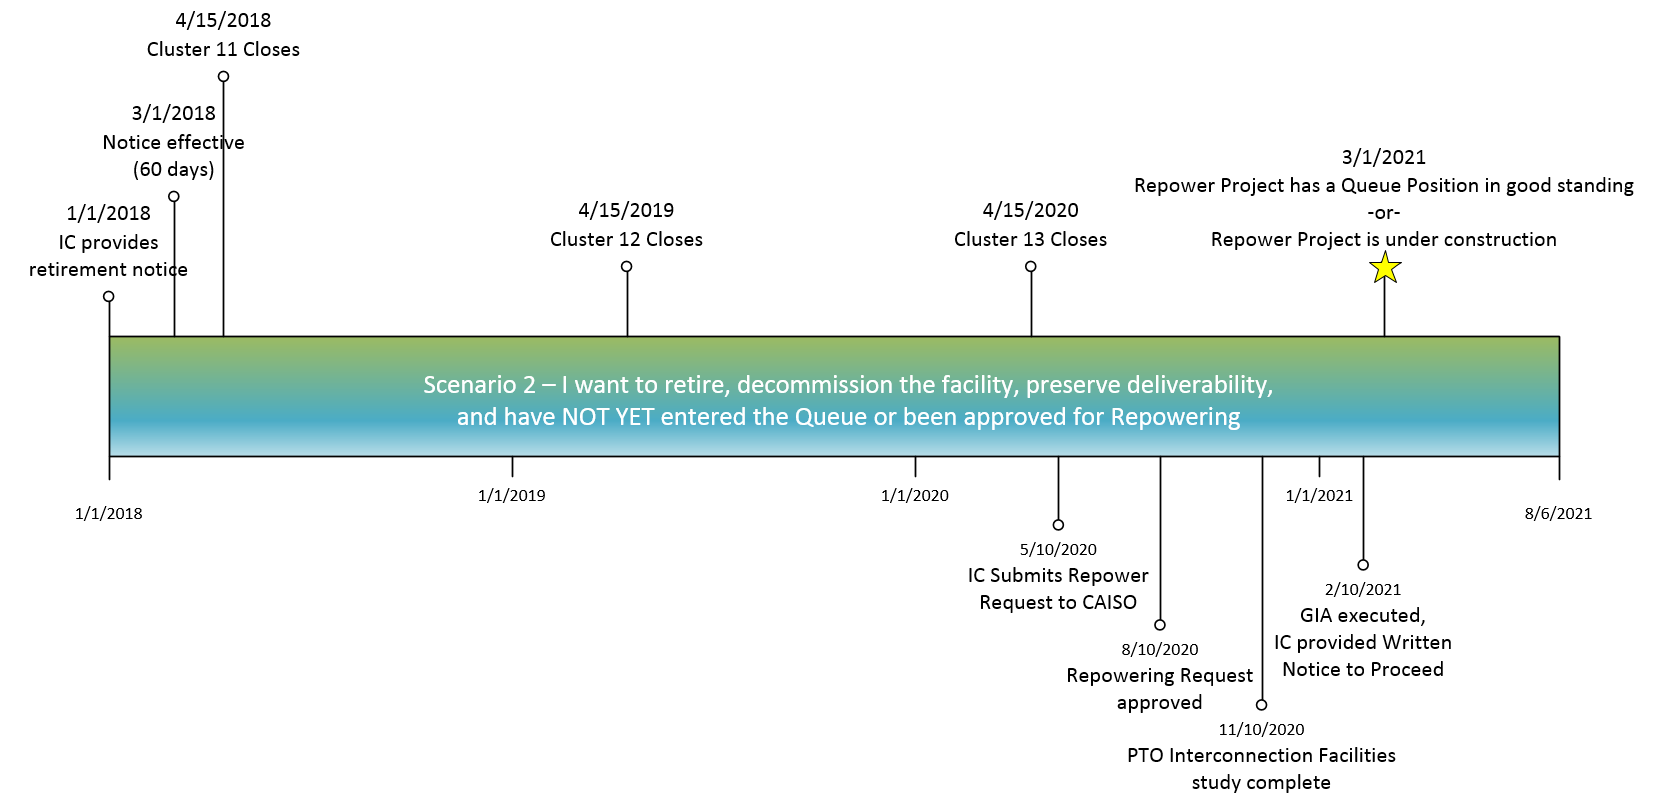 4/15/2018
Cluster 11 Closes
3/1/2018
Notice effective
(60 days)
1/1/2018
IC provides
retirement notice
4/15/2019
Cluster 12 Closes
4/15/2020
Cluster 13 Closes
3/1/2021
Repower Project has a Queue Position in good standing
-or-
Repower Project is under construction
Scenario 2 – I want to retire, decommission the facility, preserve deliverability,
and have NOT YET entered the Queue or been approved for Repowering
1/1/2018
1/1/2019
1/1/2020
1/1/2021
8/6/2021
5/10/2020
IC Submits Repower
Request to CAISO
8/10/2020
Repowering Request
approved
11/10/2020
PTO Interconnection Facilities
study complete
2/10/2021
GIA executed,
IC provided Written
Notice to Proceed